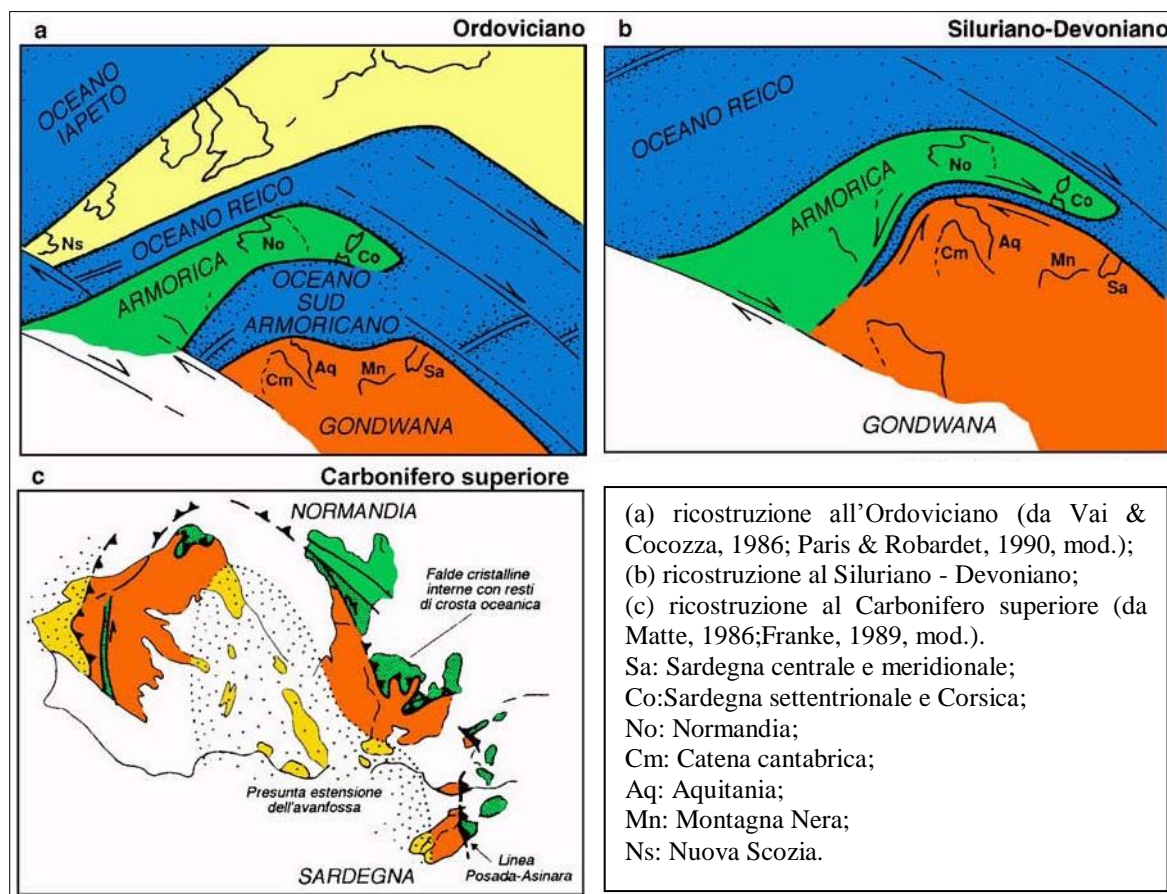 a
Ordoviciano
OCEANO
IAPETO
Ns
OCEANO REICO
No
Co
ARMORICA
OCEANO
SUD
ARMORICANO
Cm
Aq
Mn
Sa
GONDWANA
b
Siluriano-Devoniano
OCEANO REICO
ARMORICA
No
Co
Cm
Aq
Mn
Sa
GONDWANA
c
Carbonifero superiore
NORMANDIA
Falde cristalline
interne con resti
di crosta oceanica
Presunta estensione
dell'avanfossa
Linea
Posada-Asinara
SARDEGNA
(a) ricostruzione all’Ordoviciano (da Vai &
Cocozza, 1986; Paris & Robardet, 1990, mod.);
(b) ricostruzione al Siluriano - Devoniano;
(c) ricostruzione al Carbonifero superiore (da
Matte, 1986;Franke, 1989, mod.).
Sa: Sardegna centrale e meridionale;
Co:Sardegna settentrionale e Corsica;
No: Normandia;
Cm: Catena cantabrica;
Aq: Aquitania;
Mn: Montagna Nera;
Ns: Nuova Scozia.